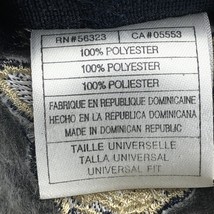 RN#56323 CA#05553
100% POLYESTER
100% POLYESTER
100% POLIESTER
FABRIQUE EN REPUBLIQUE DOMINICAINE
HECHO EN LA REPUBLICA DOMINICANA
MADE IN DOMINICAN REPUBLIC
TAILLE UNIVERSELLE
TALLA UNIVERSAL
UNIVERSAL FIT